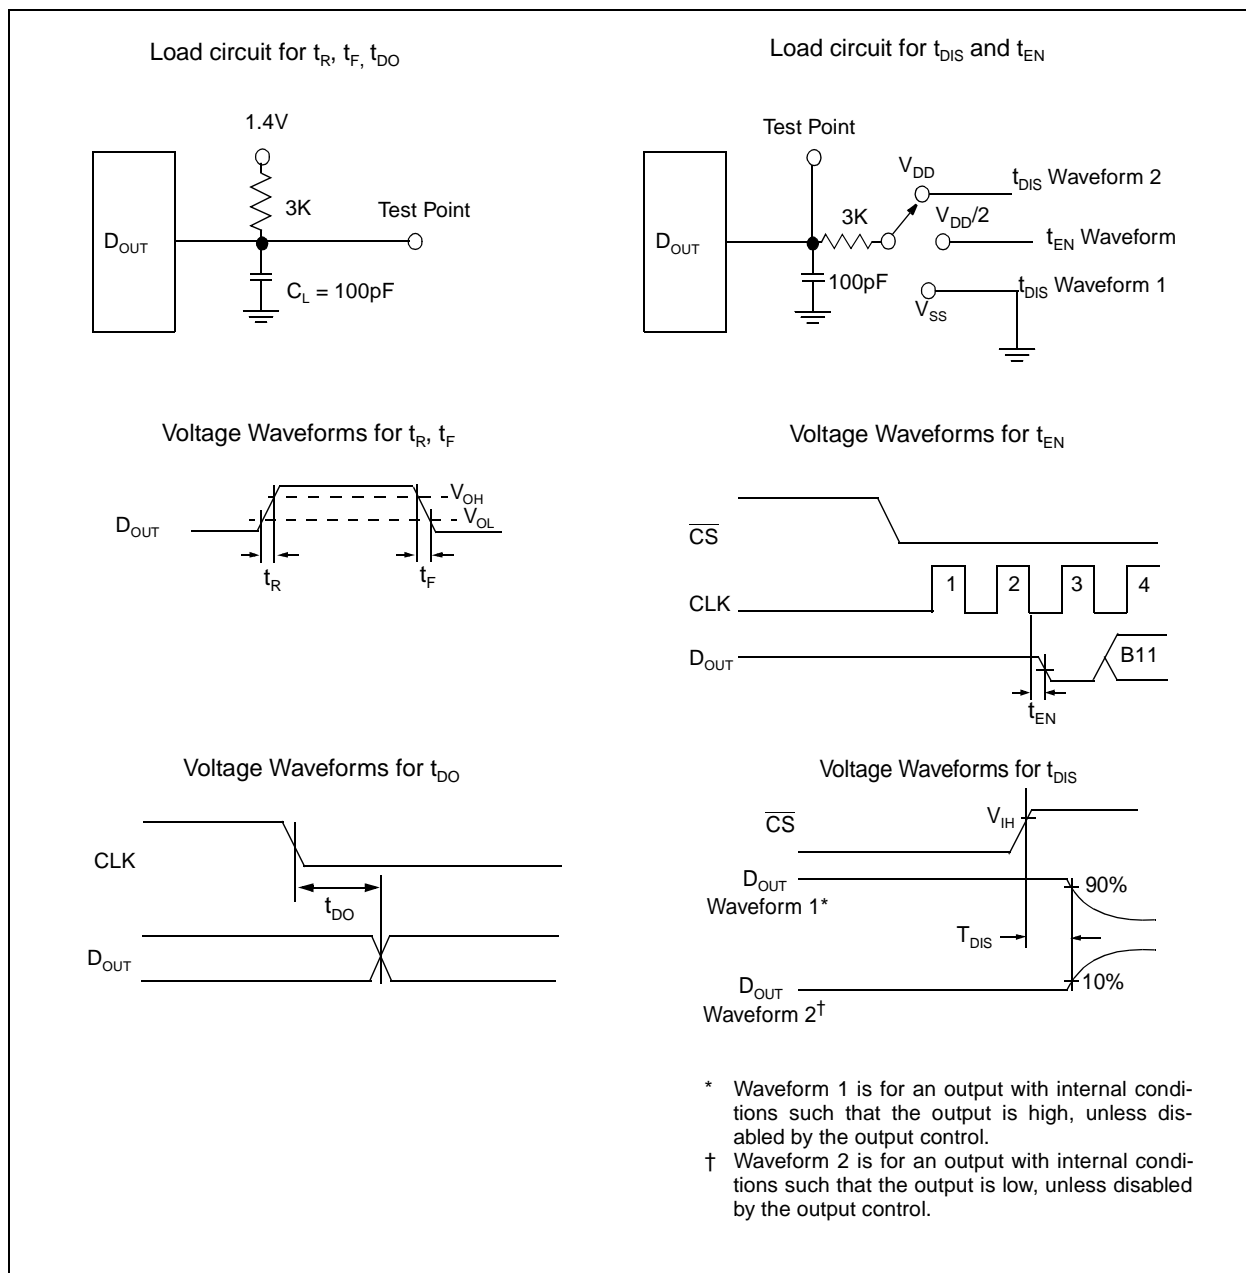 Load circuit for tR, tF, tDO
1.4V
3K
Test Point
DOUT
CL = 100pF
Load circuit for tDIS and tEN
Test Point
VDD
tDIS Waveform 2
3K
VDD/2
DOUT
tEN Waveform
100pF
tDIS Waveform 1
VSS
Voltage Waveforms for tR, tF
VOH
VOL
DOUT
tR
tF
Voltage Waveforms for tEN
CS
1 2 3 4
CLK
DOUT
B11
tEN
Voltage Waveforms for tDO
CLK
tDO
DOUT
Voltage Waveforms for tDIS
VIH
CS
DOUT
Waveform 1*
90%
TDIS
10%
DOUT
Waveform 2†
* Waveform 1 is for an output with internal condi-
tions such that the output is high, unless dis-
abled by the output control.
† Waveform 2 is for an output with internal condi-
tions such that the output is low, unless disabled
by the output control.